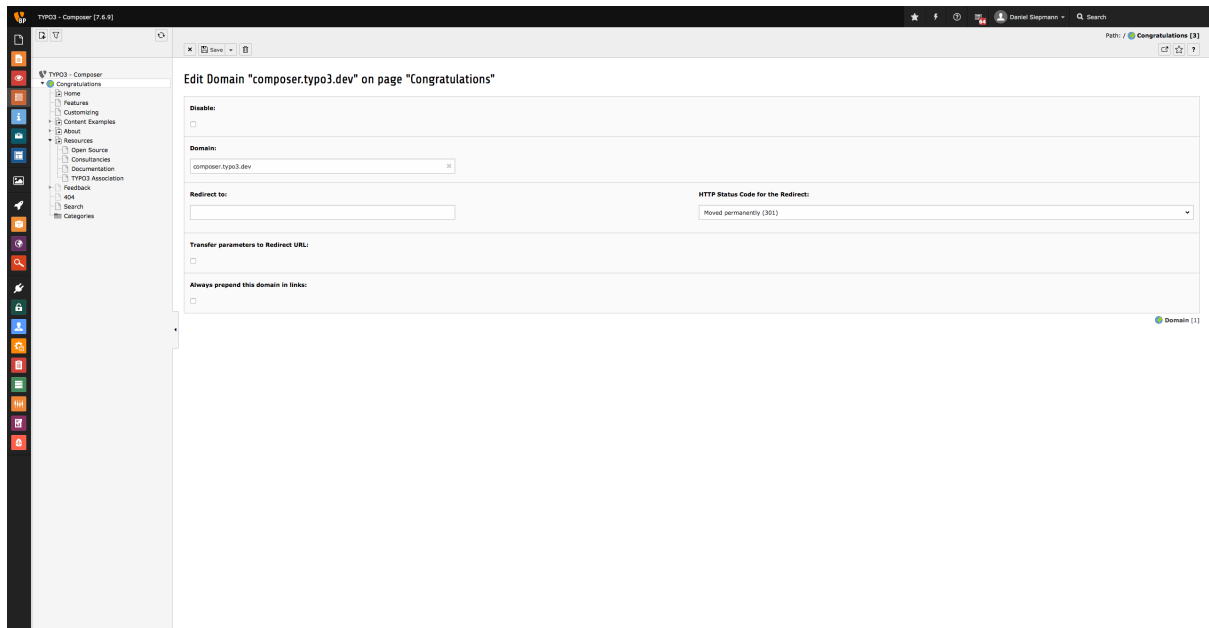 BP
TYPO3 - Composer [7.6.9]
64
Daniel Siepmann
Search
Path: / Congratulations [3]
Save
?
TYPO3 - Composer
Congratulations
Home
Features
Customizing
Content Examples
About
Resources
Open Source
Consultancies
Documentation
TYPO3 Association
Feedback
404
Search
Categories
Edit Domain "composer.typo3.dev" on page "Congratulations"
Disable:
Domain:
composer.typo3.dev
Redirect to:
HTTP Status Code for the Redirect:
Moved permanently (301)
Transfer parameters to Redirect URL:
Always prepend this domain in links:
Domain [1]